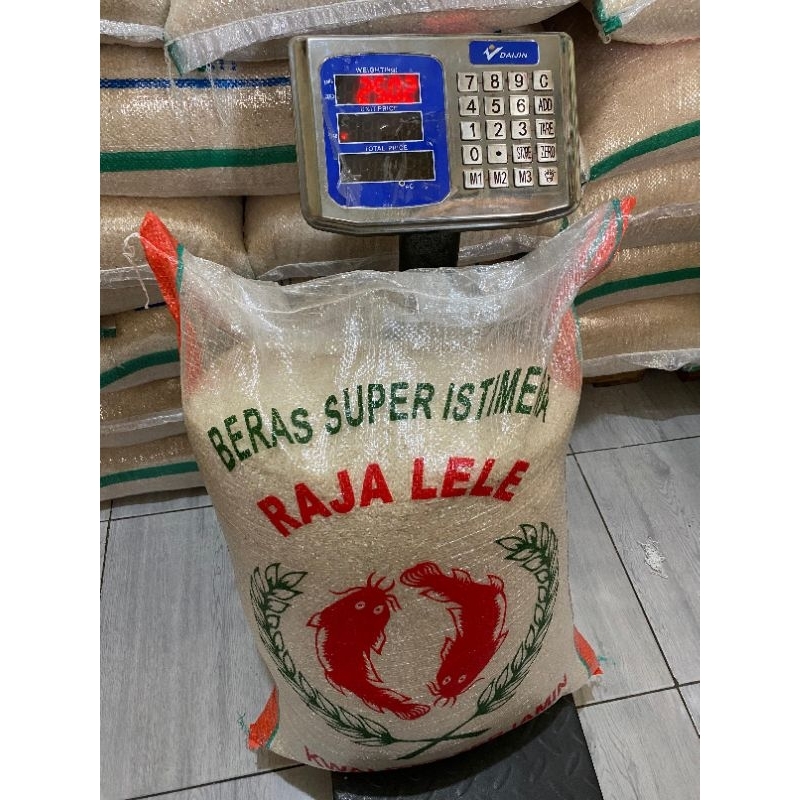 DAIJIN
WEIGHT(kg)
UNIT PRICE
TOTAL PRICE
7 8 9 C
4 5 6 ADD
1 2 3 TARE
0 • STORE ZERO
M1 M2 M3
BERAS SUPER ISTIMEWA
RAJA LELE